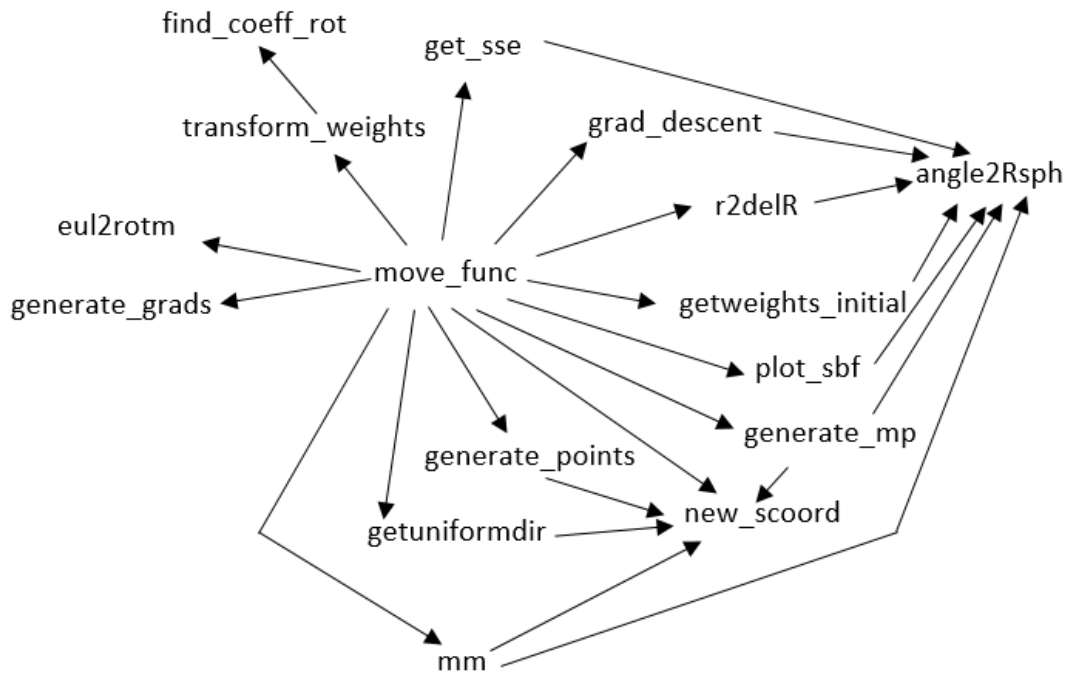 find_coeff_rot
get_sse
transform_weights
grad_descent
angle2Rsph
r2delR
eul2rotm
move_func
generate_grads
getweights_initial
plot_sbf
generate_mp
generate_points
new_scoord
getuniformdir
mm